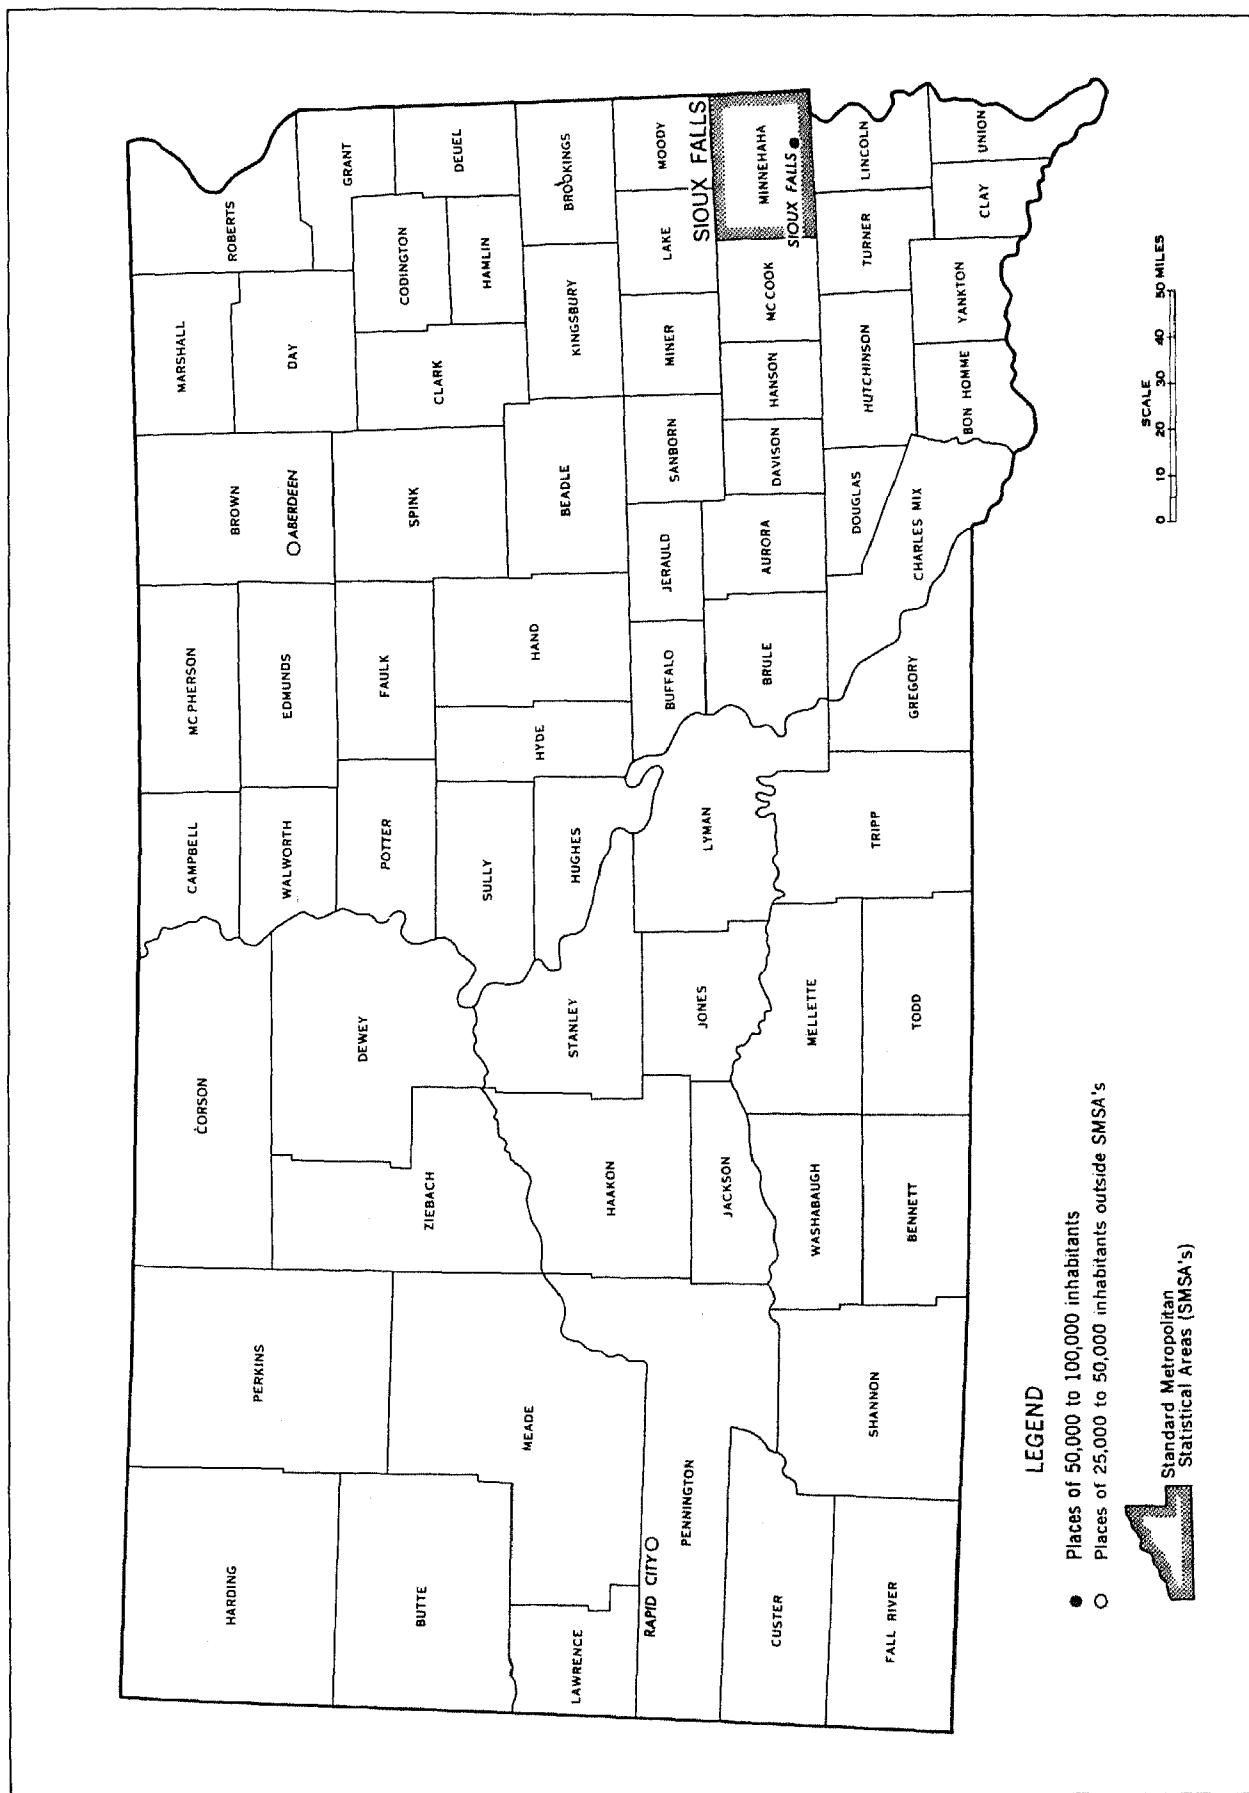 HARDING
PERKINS
CORSON
CAMPBELL
MC PHERSON
BROWN
MARSHALL
ROBERTS
WALWORTH
EDMUNDS
ABERDEEN
DAY
GRANT
BUTTE
DEWEY
POTTER
FAULK
SPINK
CLARK
CODINGTON
DEUEL
ZIEBACH
HAMLIN
MEADE
SULLY
HYDE
HAND
BEADLE
KINGSBURY
BROOKINGS
LAWRENCE
HAAKON
STANLEY
HUGHES
RAPID CITY
PENNINGTON
BUFFALO
JERAULD
SANBORN
MINER
LAKE
MOODY
JACKSON
JONES
LYMAN
SIOUX FALLS
CUSTER
BRULE
AURORA
DAVISON
HANSON
MC COOK
MINNEHAHA
SIOUX FALLS
WASHABAUGH
MELLETTE
SHANNON
TRIPP
DOUGLAS
HUTCHINSON
TURNER
LINCOLN
FALL RIVER
BENNETT
TODD
GREGORY
CHARLES MIX
BON HOMME
YANKTON
CLAY
UNION
LEGEND
Places of 50,000 to 100,000 inhabitants
Places of 25,000 to 50,000 inhabitants outside SMSA's
Standard Metropolitan
Statistical Areas (SMSA's)
SCALE
0 10 20 30 40 50 MILES